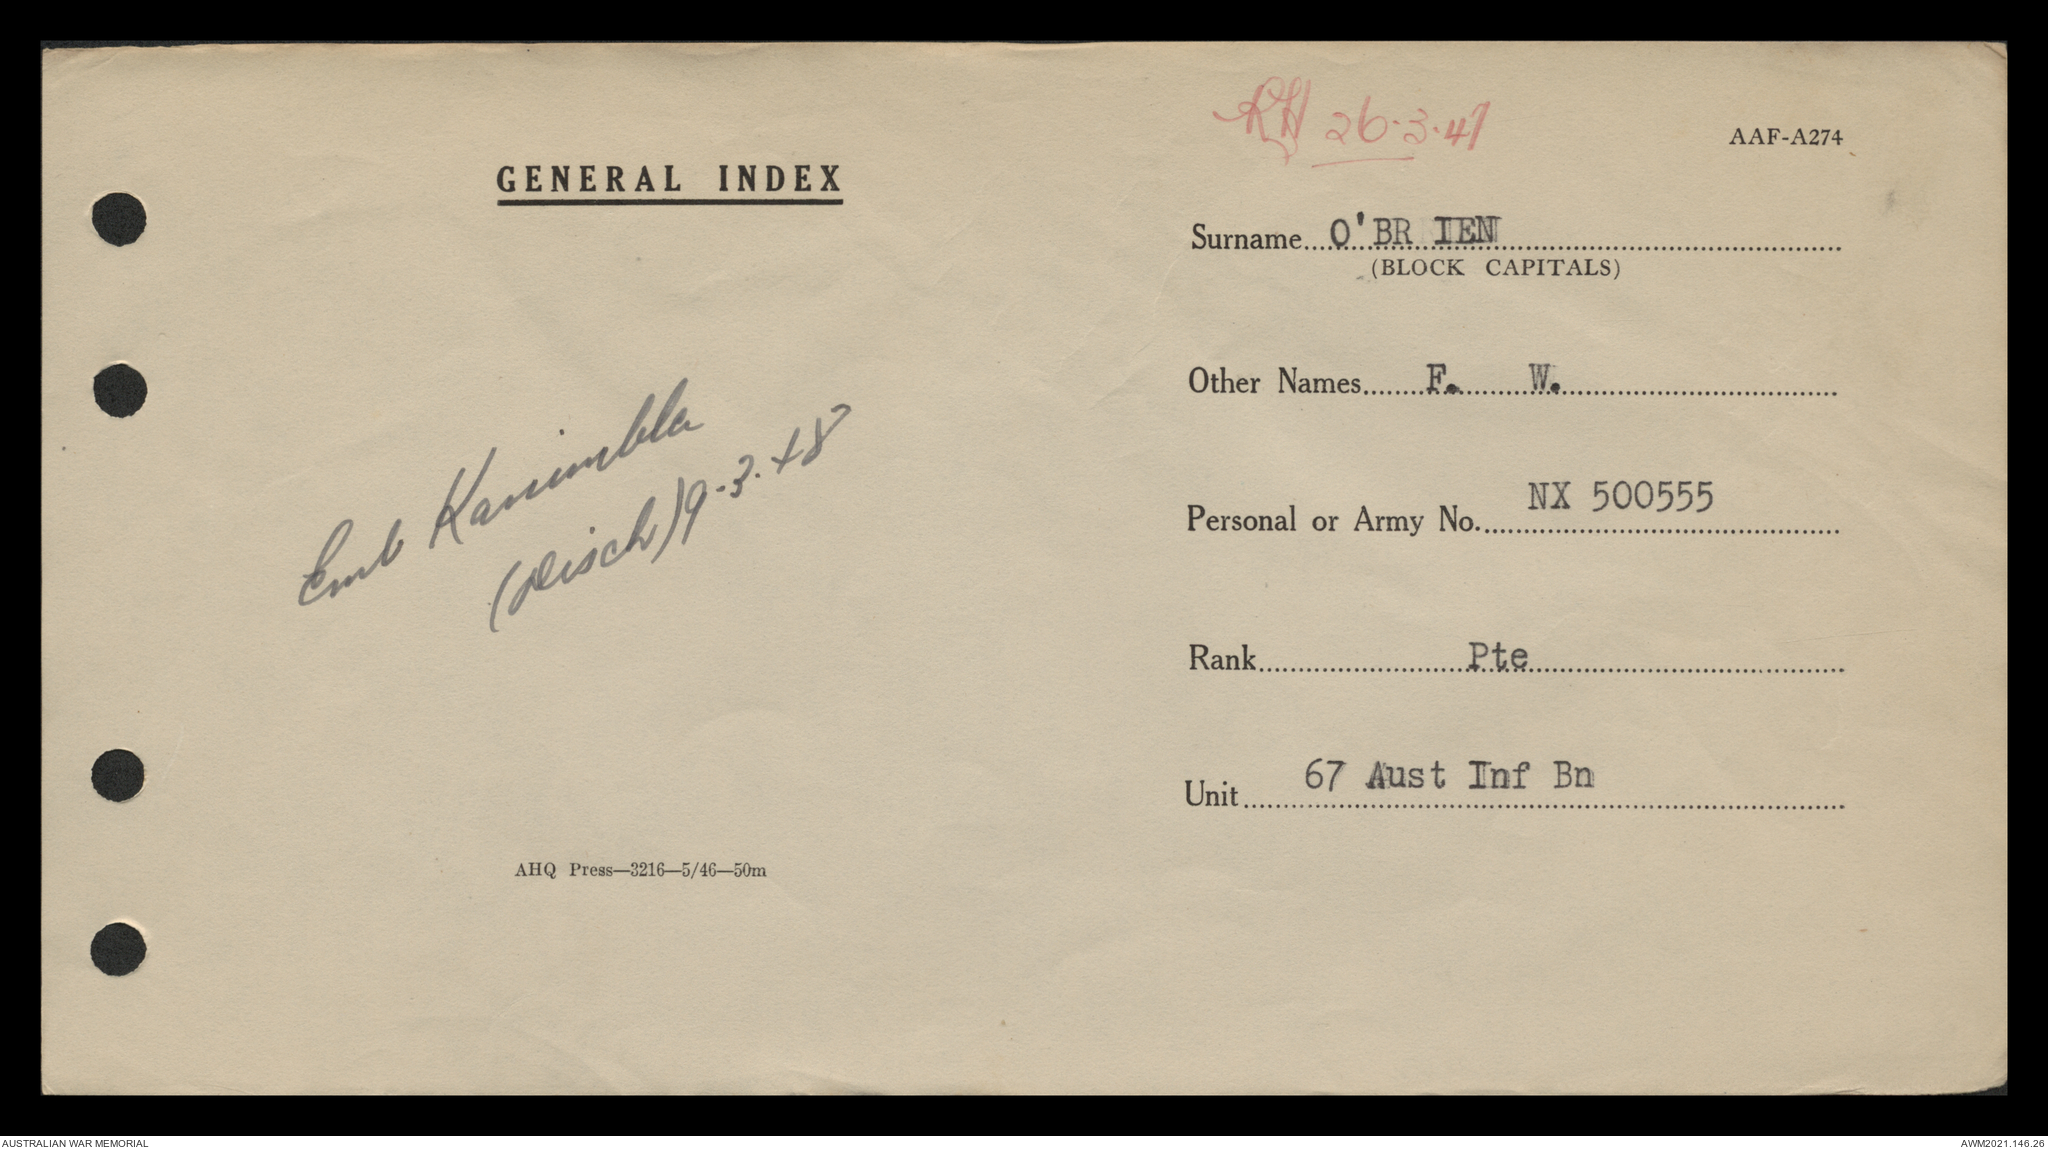 RH 26.3.47
AAF-A274
GENERAL INDEX
Surname O'BRIEN
(BLOCK CAPITALS)
Other Names F. W.
Emb Kanimbla
(disch) 9-3-48
Personal or Army No. NX 500555
Rank Pte
Unit 67 Aust Inf Bn
AHQ Press—3216—5/46—50m
AUSTRALIAN WAR MEMORIAL
AWM2021.146.26